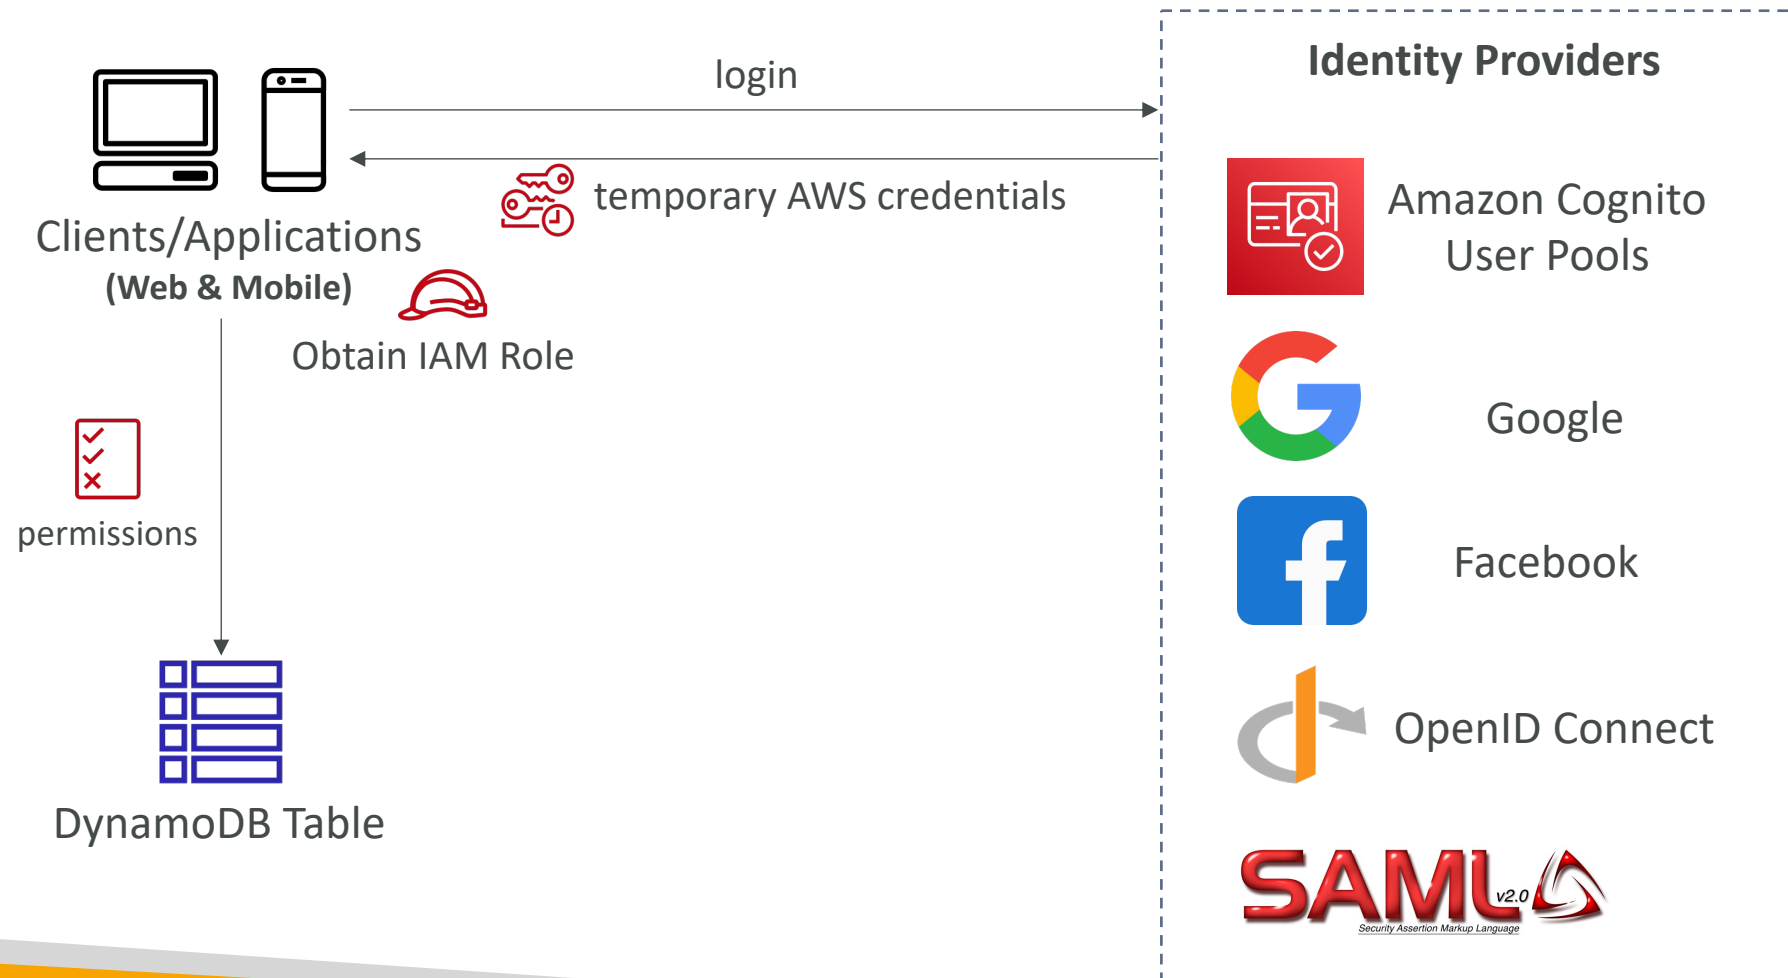 login
temporary AWS credentials
Clients/Applications
(Web & Mobile)
Obtain IAM Role
permissions
DynamoDB Table
Identity Providers
Amazon Cognito
User Pools
Google
Facebook
OpenID Connect
SAML
v2.0
Security Assertion Markup Language